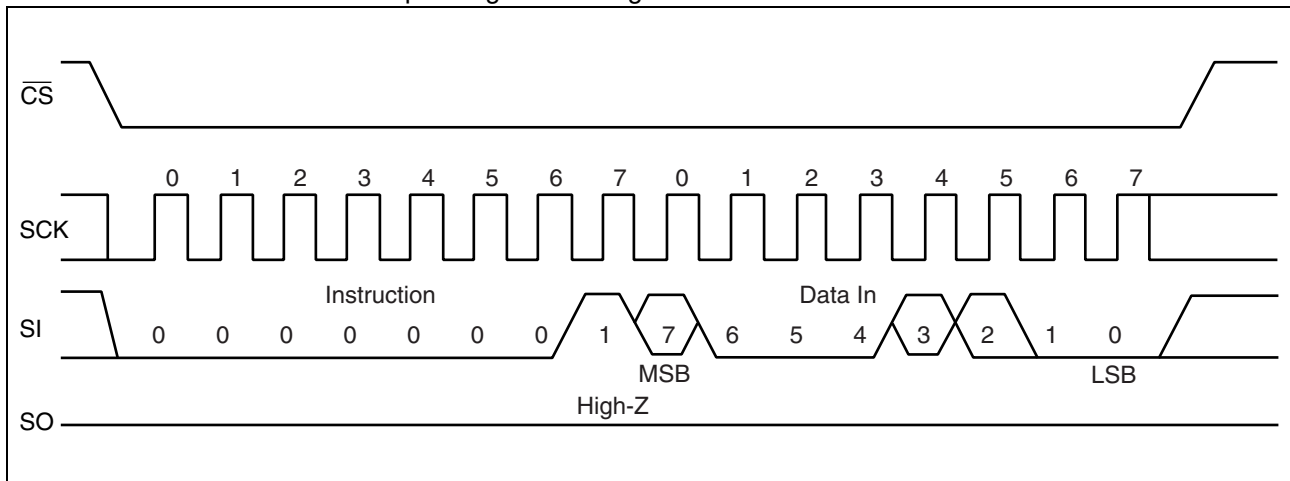 CS
0 1 2 3 4 5 6 7 0 1 2 3 4 5 6 7
SCK
Instruction Data In
SI 0 0 0 0 0 0 0 1 7 6 5 4 3 2 1 0
MSB LSB
High-Z
SO